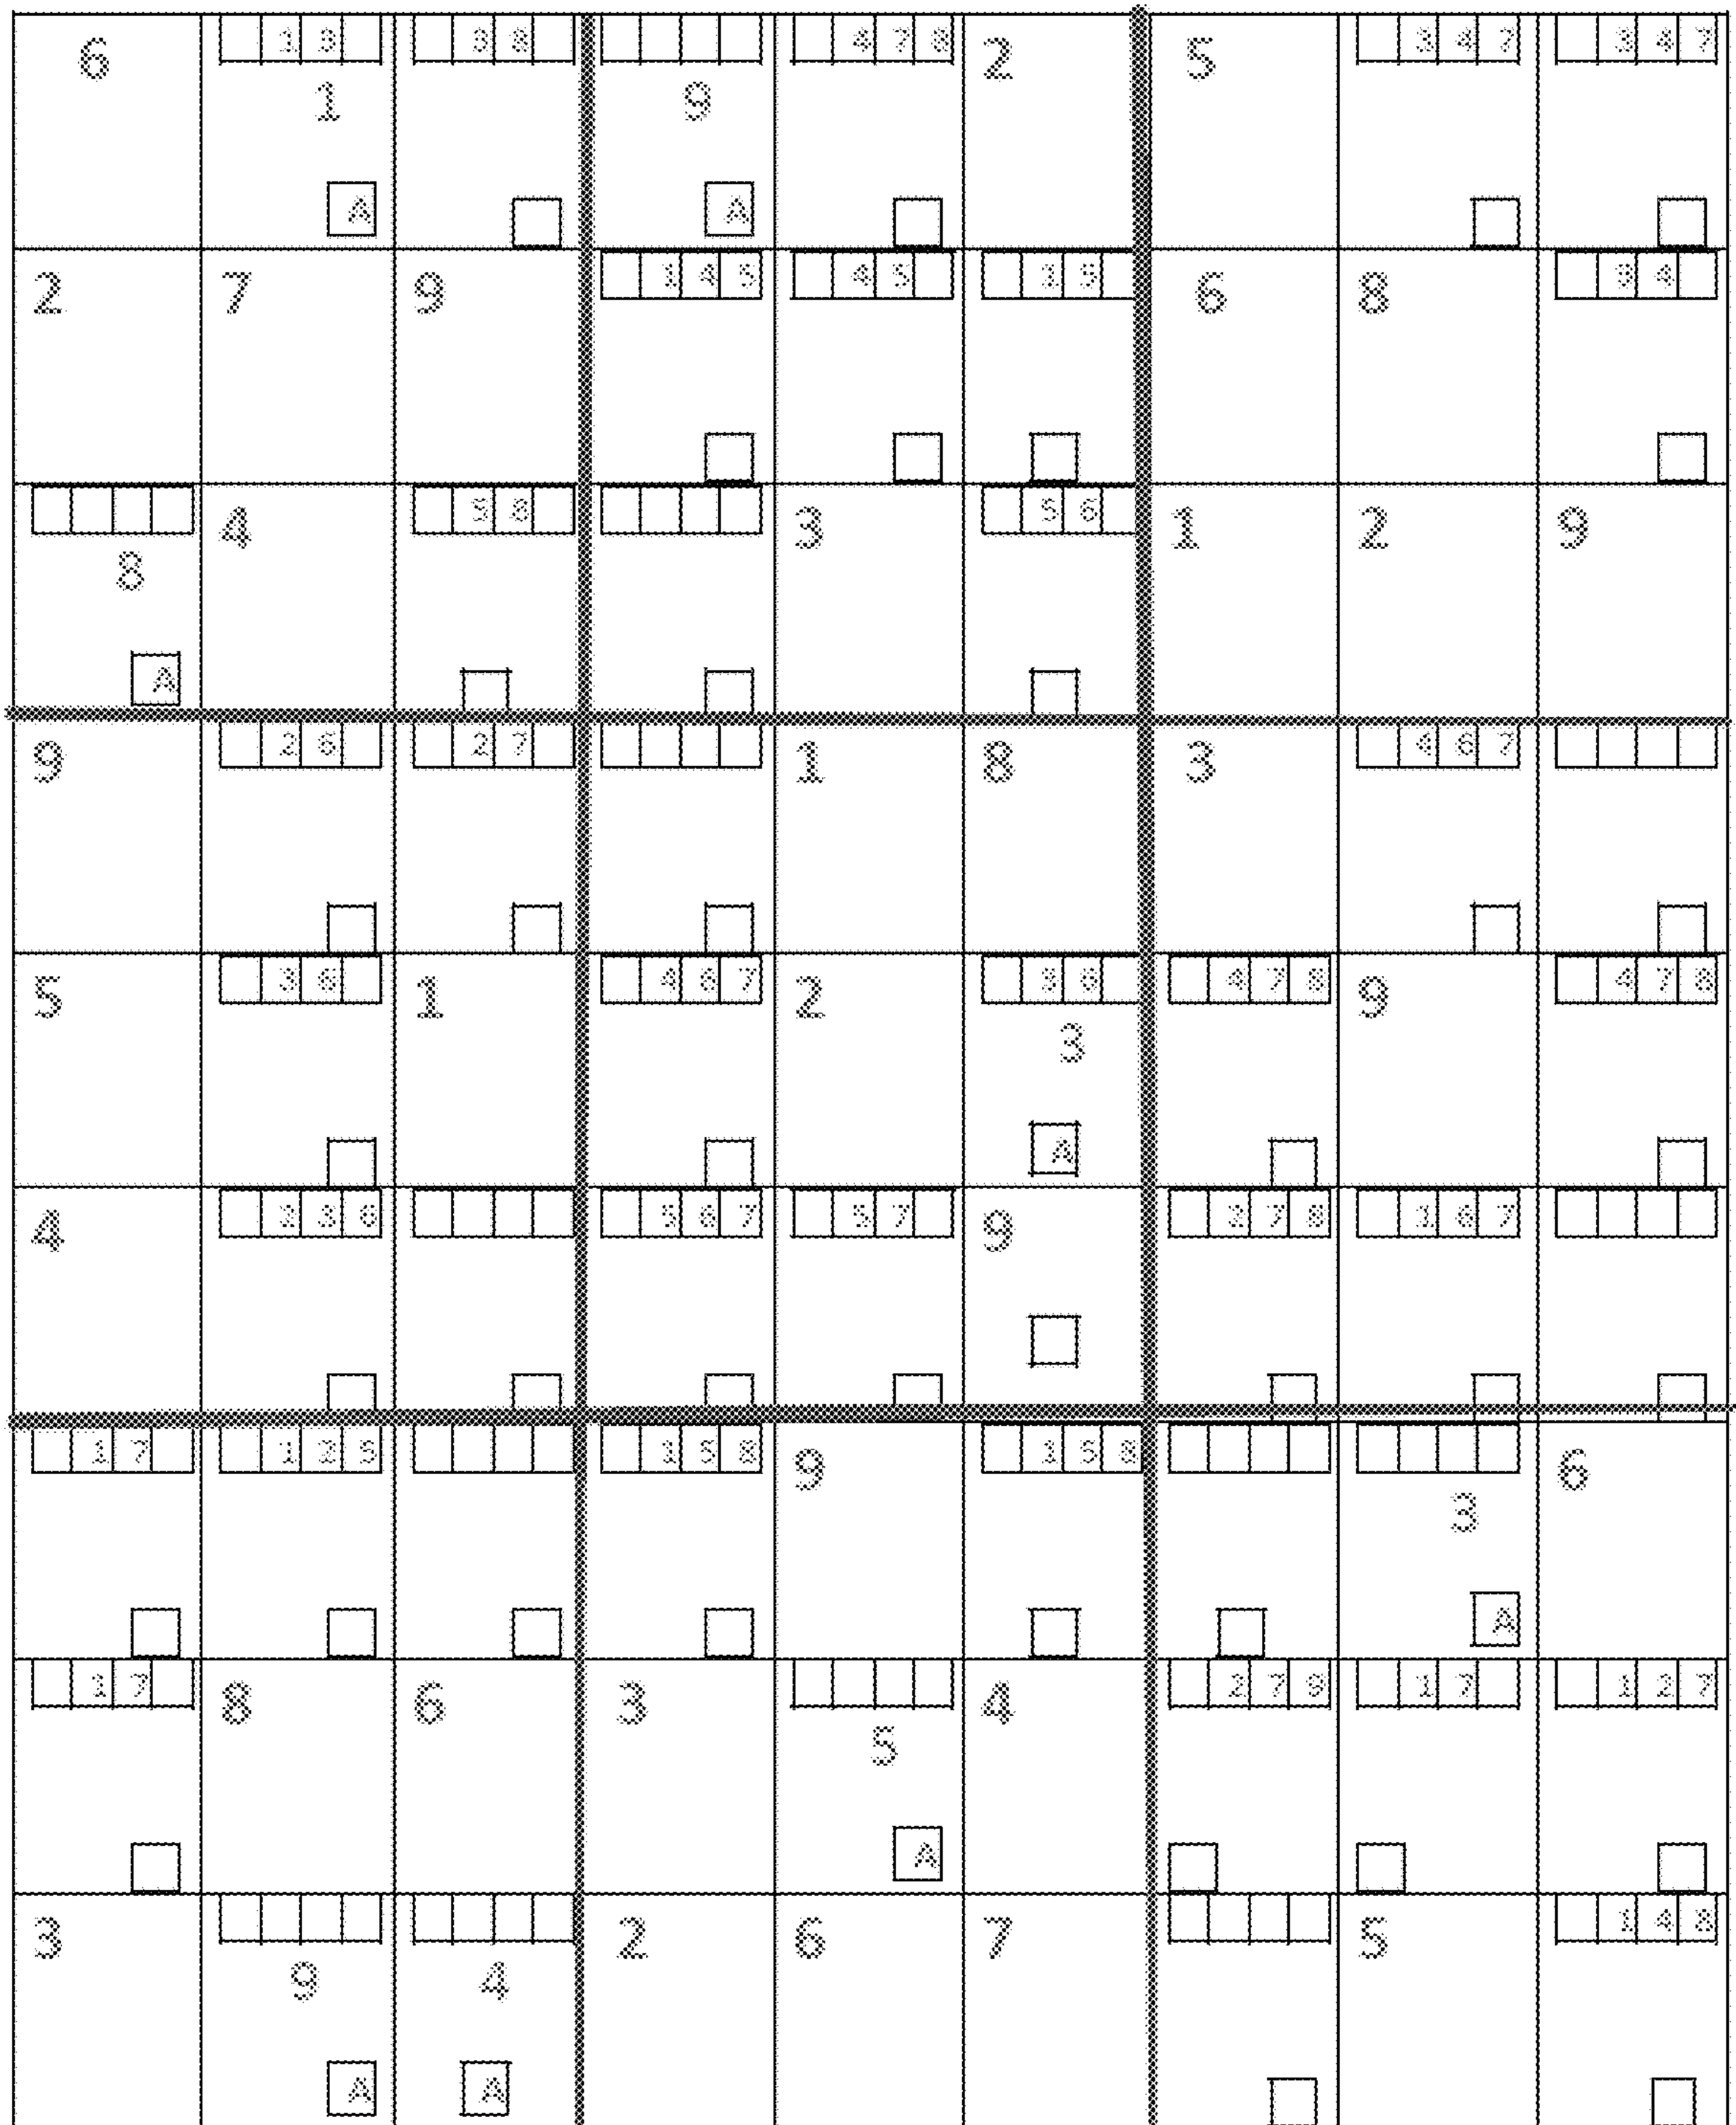 6 1 3 3 8 4 7 8 2 5 3 4 7 3 4 7
1 9
A A
2 7 9 1 4 5 4 5 1 5 6 8 3 4
4 5 8 3 5 6 1 2 9
8
A
9 2 6 2 7 1 8 3 4 6 7
5 3 6 1 4 6 7 2 3 6 4 7 8 9 4 7 8
3
A
4 2 3 6 5 6 7 5 7 9 2 7 8 1 6 7
1 7 1 2 5 1 5 8 9 1 5 8 6
3
A
1 7 8 6 3 4 2 7 9 1 7 1 2 7
5
A
3 2 6 7 5 1 4 8
9 4
A A